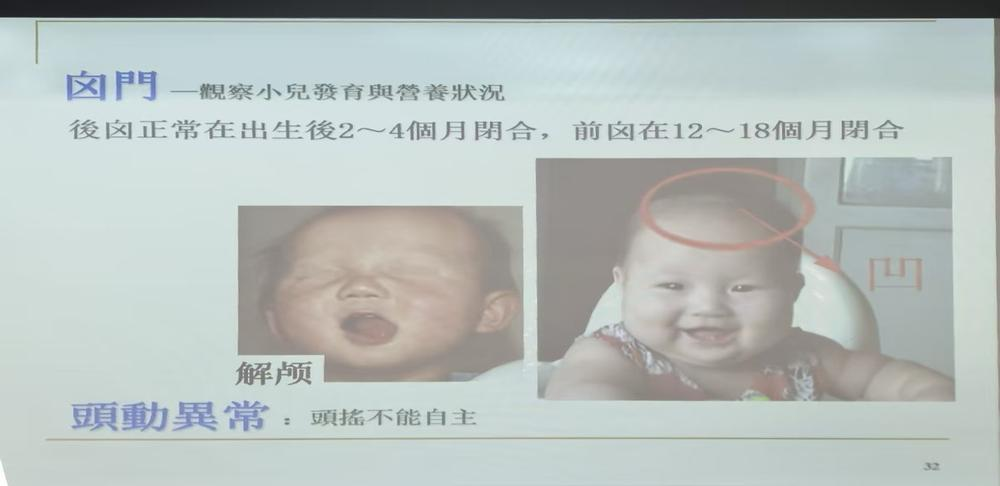 囟門 —觀察小兒發育與營養狀況
後囟正常在出生後2～4個月閉合，前囟在12～18個月閉合
凹
解颅
頭動異常：頭搖不能自主
32